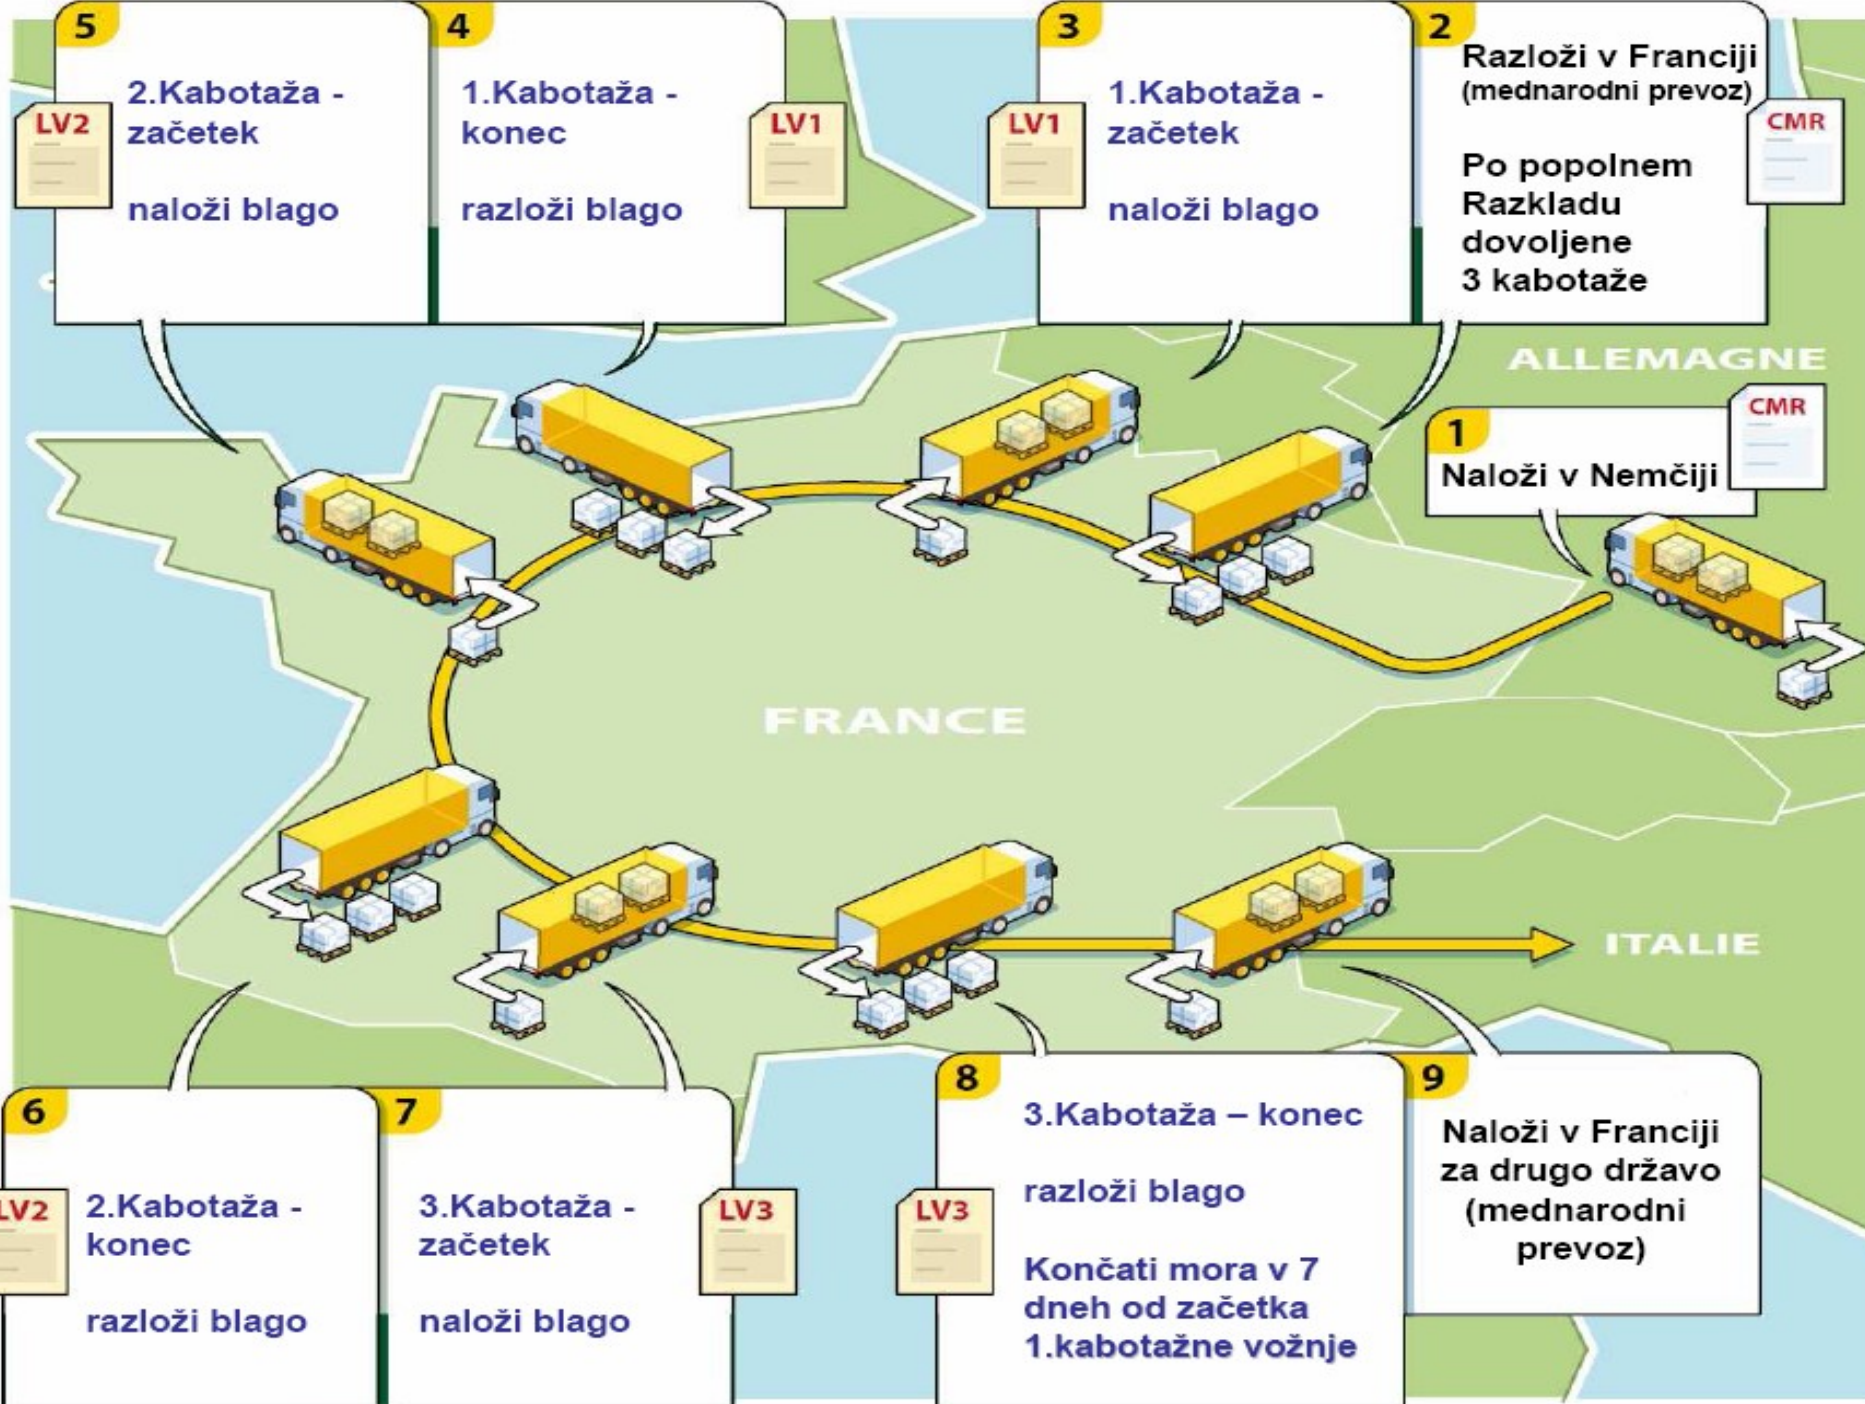 5
2.Kabotaža -
začetek
naloži blago
LV2
4
1.Kabotaža -
konec
razloži blago
LV1
3
1.Kabotaža -
začetek
naloži blago
LV1
2
Razloži v Franciji
(mednarodni prevoz)
Po popolnem
Razkladu
dovoljene
3 kabotaže
CMR
ALLEMAGNE
1
Naloži v Nemčiji
CMR
FRANCE
ITALIE
6
2.Kabotaža -
konec
razloži blago
LV2
7
3.Kabotaža -
začetek
naloži blago
LV3
8
3.Kabotaža – konec
razloži blago
Končati mora v 7
dneh od začetka
1.kabotažne vožnje
LV3
9
Naloži v Franciji
za drugo državo
(mednarodni
prevoz)